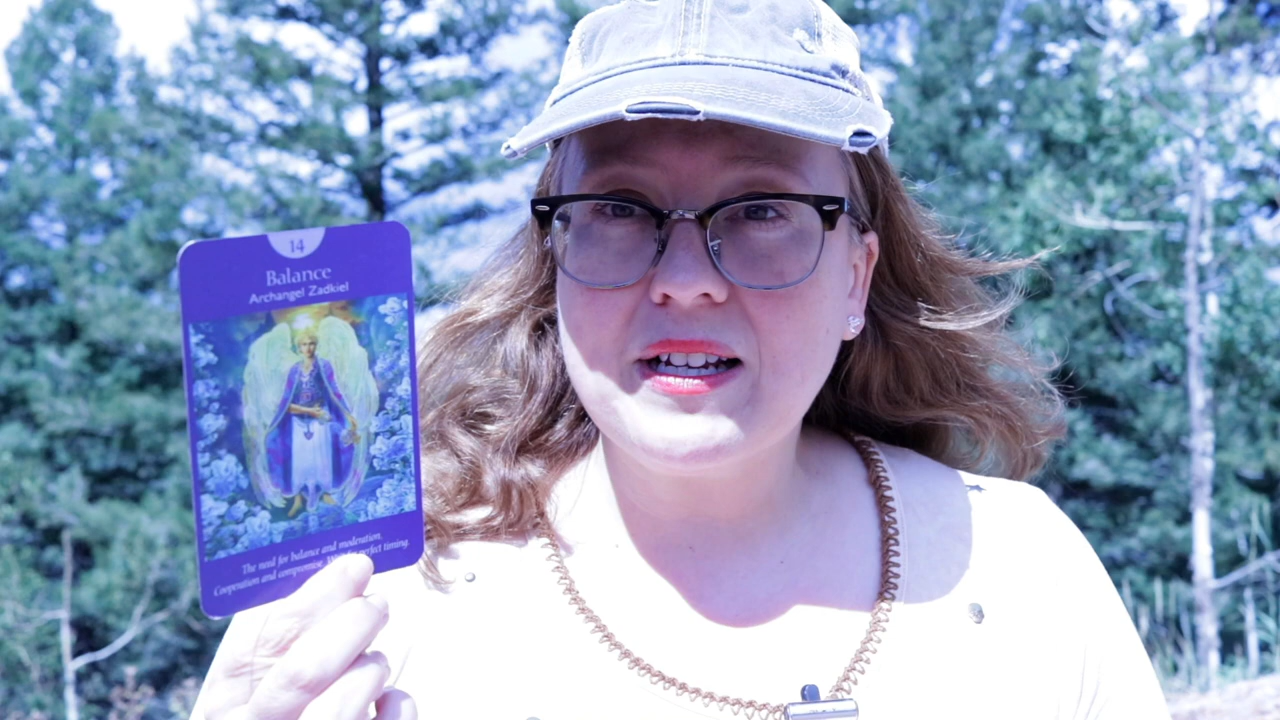 14
Balance
Archangel Zadkiel
The need for balance and moderation.
Cooperation and compromise. perfect timing.